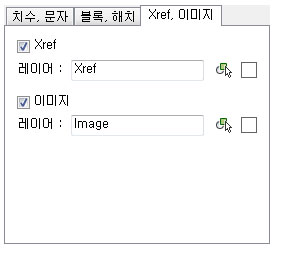 치수, 문자 블록, 해치 Xref, 이미지
Xref
레이어 : Xref
이미지
레이어 : Image